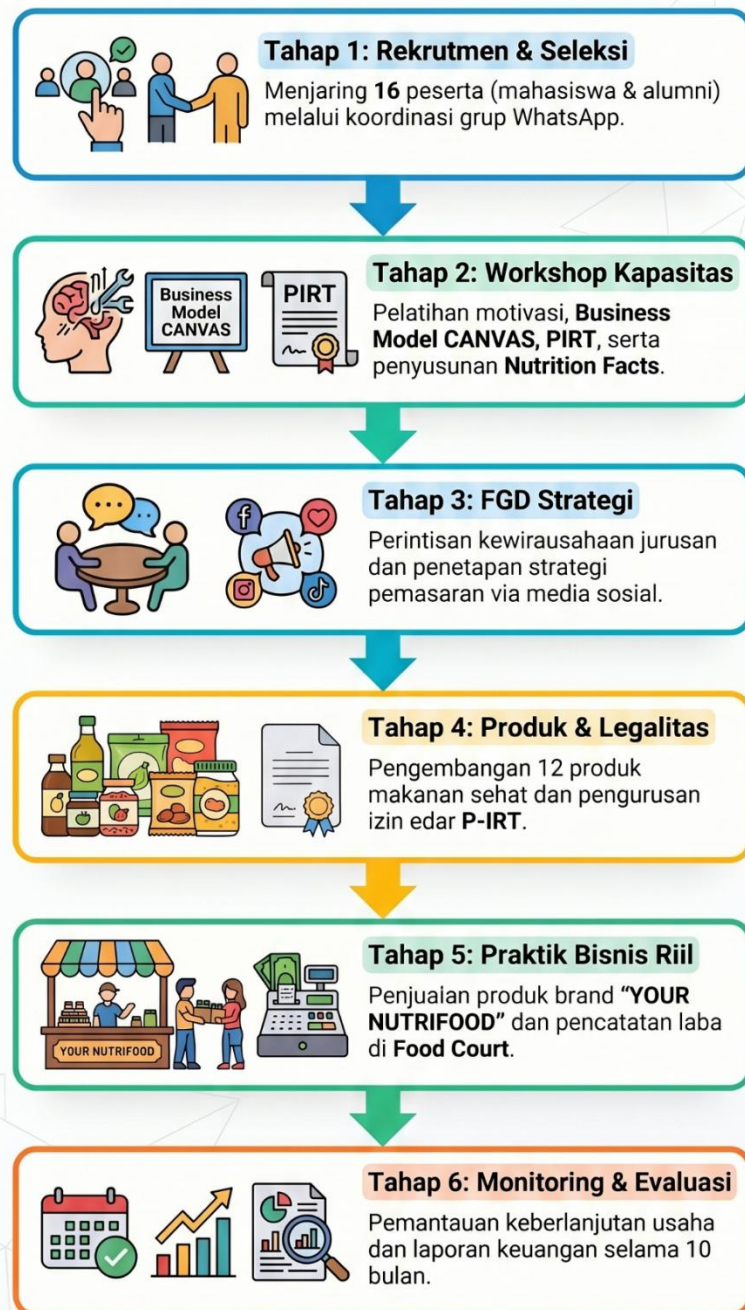 Tahap 1: Rekrutmen & Seleksi
Menjaring 16 peserta (mahasiswa & alumni)
melalui koordinasi grup WhatsApp.
Tahap 2: Workshop Kapasitas
Business
Model
CANVAS
PIRT
Pelatihan motivasi, Business
Model CANVAS, PIRT, serta
penyusunan Nutrition Facts.
Tahap 3: FGD Strategi
Perintisan kewirausahaan jurusan
dan penetapan strategi
pemasaran via media sosial.
Tahap 4: Produk & Legalitas
Pengembangan 12 produk
makanan sehat dan pengurusan
izin edar P-IRT.
Tahap 5: Praktik Bisnis Riil
YOUR NUTRIFOOD
Penjuaian produk brand “YOUR
NUTRIFOOD” dan pencatatan laba
di Food Court.
Tahap 6: Monitoring & Evaluasi
Pemantauan keberlanjutan usaha
dan laporan keuangan selama 10
bulan.